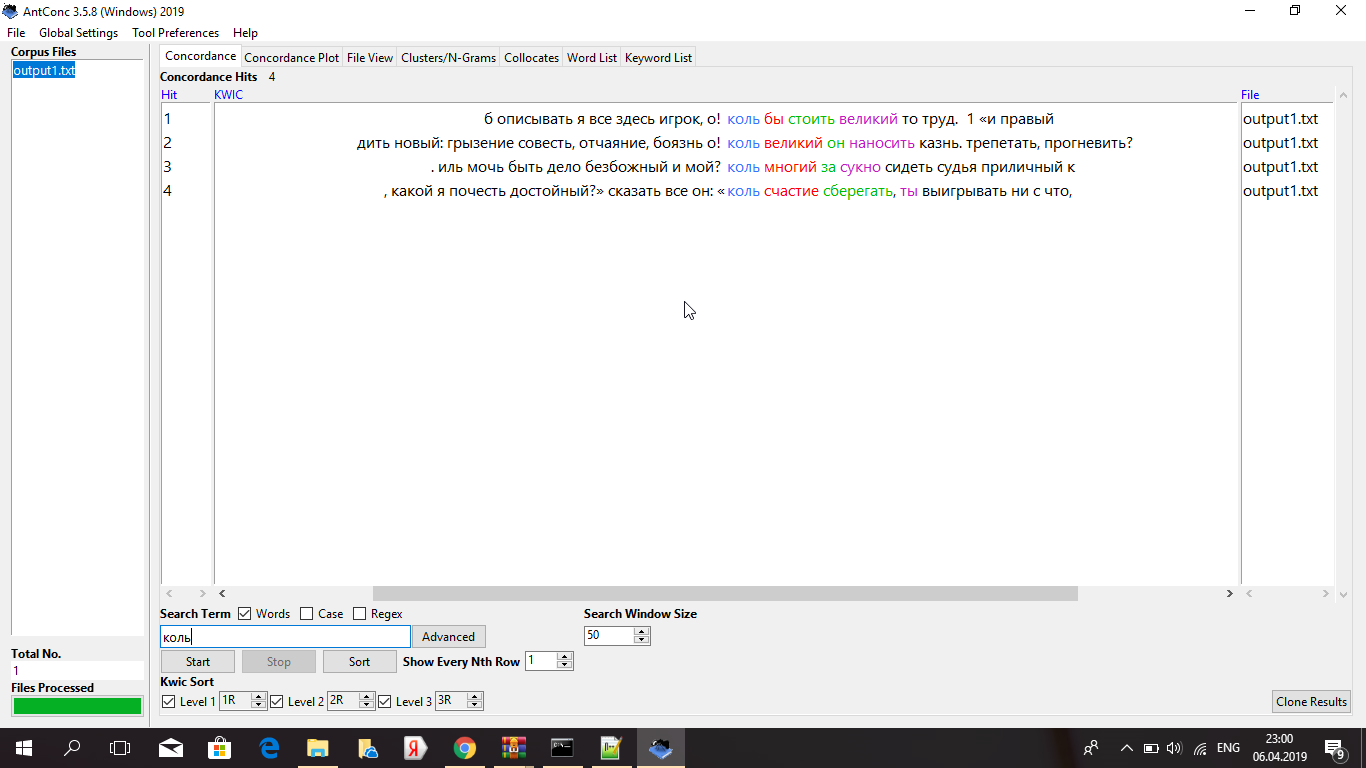 AntConc 3.5.8 (Windows) 2019
File Global Settings Tool Preferences Help
Corpus Files
output1.txt
Concordance Concordance Plot File View Clusters/N-Grams Collocates Word List Keyword List
Concordance Hits 4
Hit KWIC File
1 б описывать я все здесь игрок, о! коль бы стоить великий то труд. 1 «и правый output1.txt
2 дить новый: грызение совесть, отчаяние, боязнь о! коль великий он наносить казнь. трепетать, прогневить? output1.txt
3 . иль мочь быть дело безбожный и мой? коль многий за сукно сидеть судья приличный к output1.txt
4 , какой я почесть достойный?» сказать все он: « коль счастие сберегать, ты выигрывать ни с что, output1.txt
Search Term Words Case Regex Search Window Size
коль Advanced 50
Start Stop Sort Show Every Nth Row 1
Kwic Sort
Level 1 1R Level 2 2R Level 3 3R
Clone Results
Total No.
1
Files Processed
ENG
23:00
06.04.2019
9